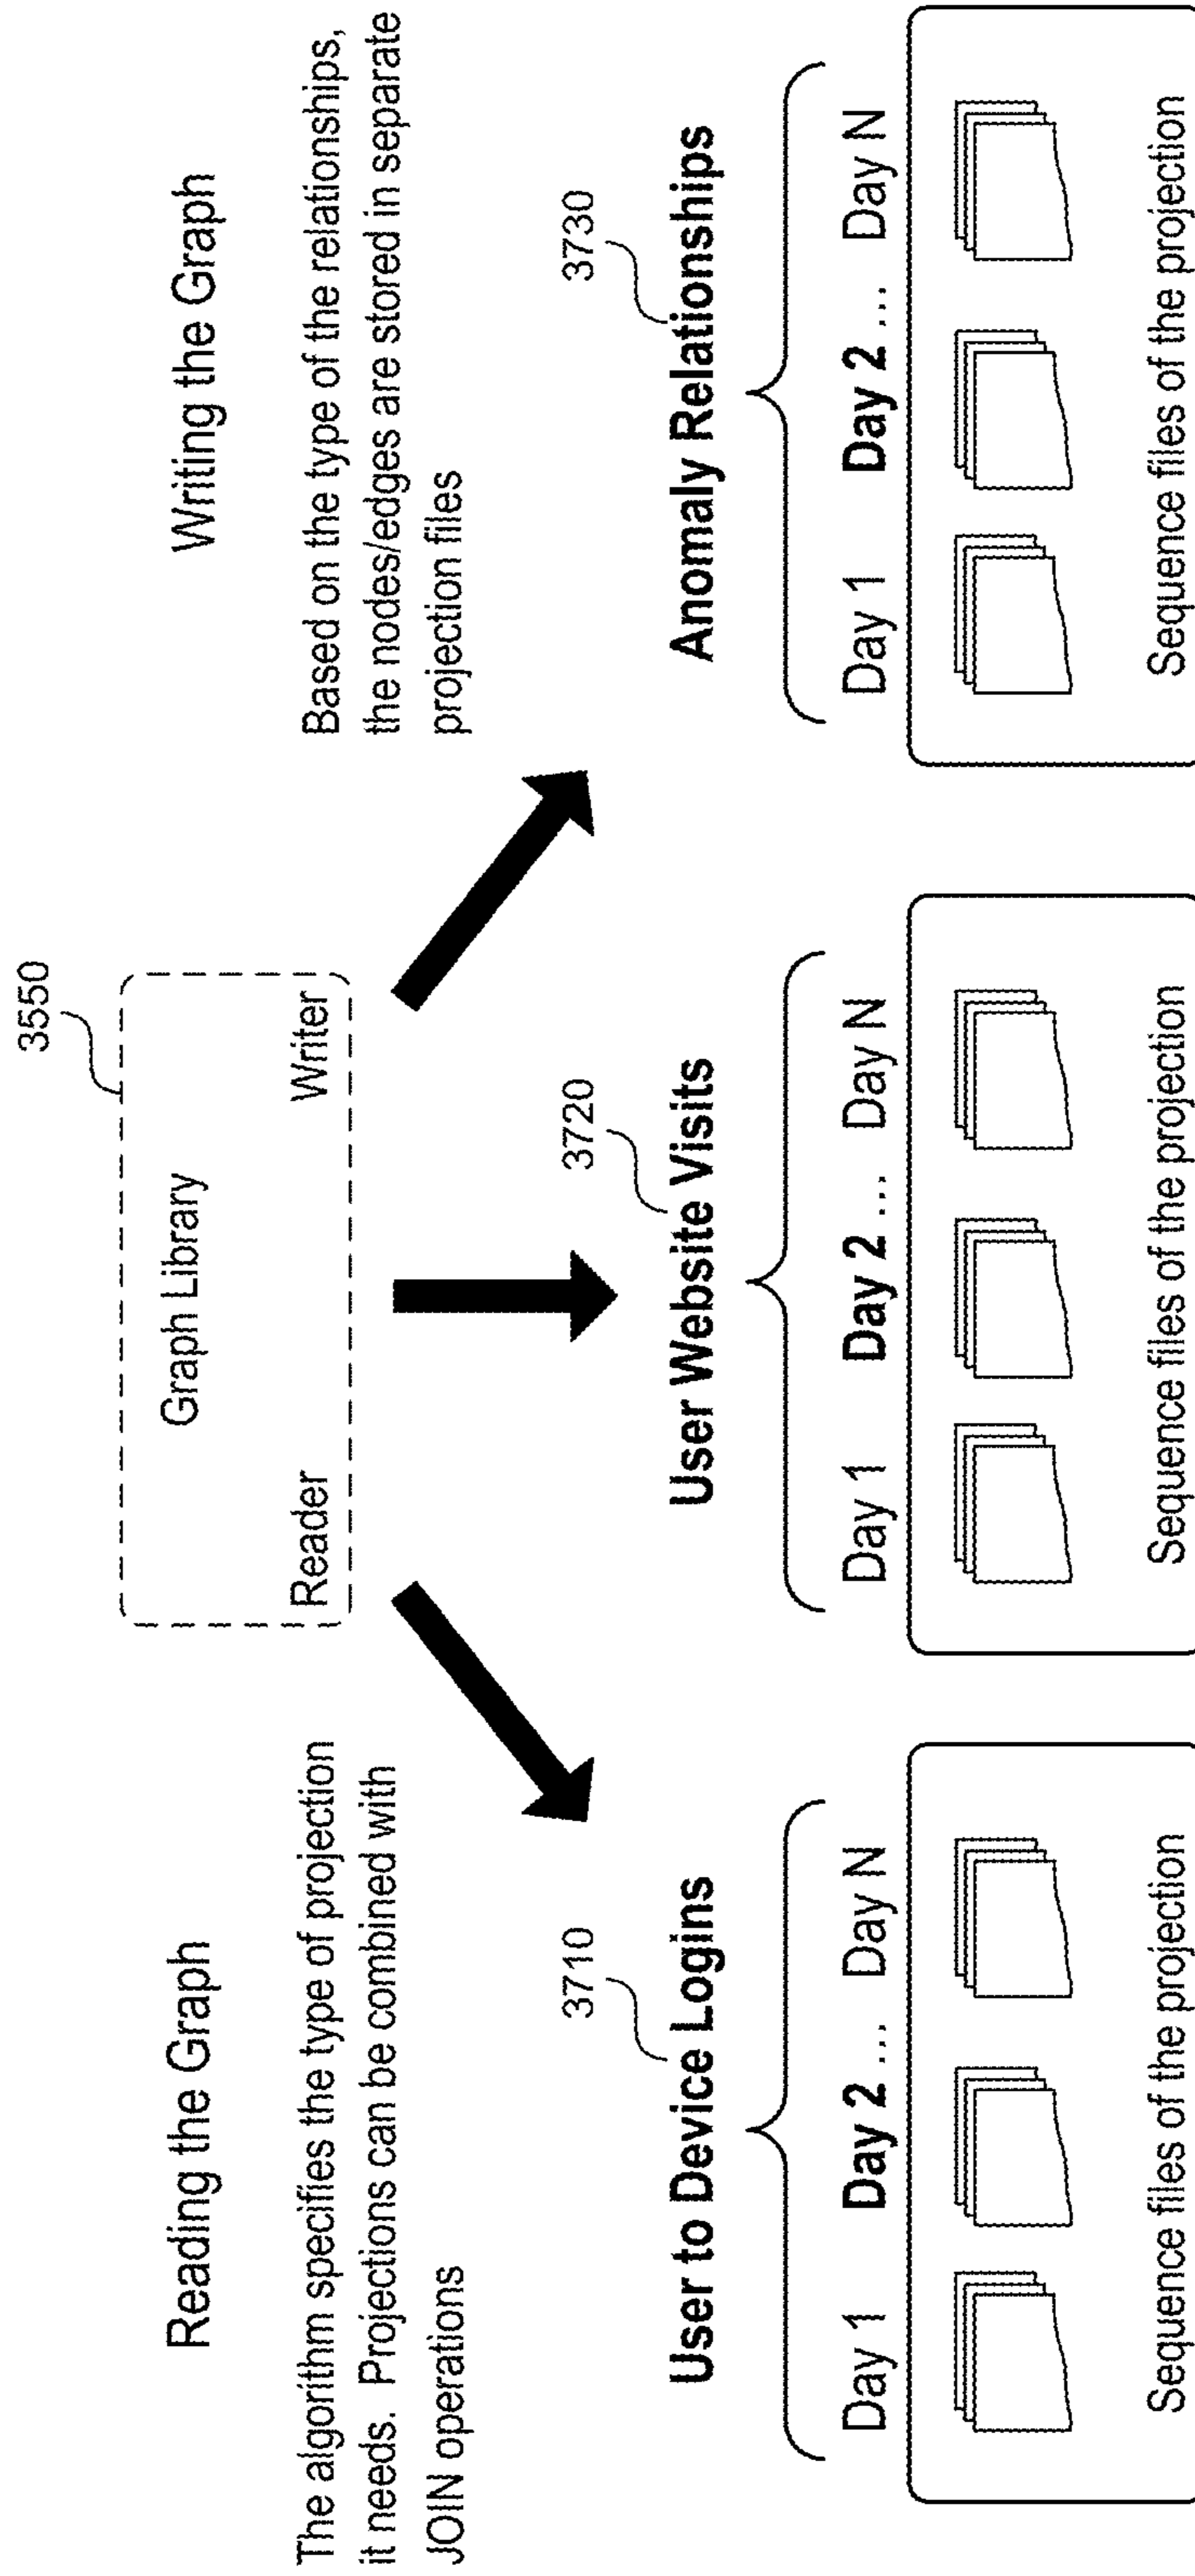 Reading the Graph
The algorithm specifies the type of projection
it needs. Projections can be combined with
JOIN operations
3550
Graph Library
Reader
Writer
Writing the Graph
Based on the type of the relationships,
the nodes/edges are stored in separate
projection files
3710
User to Device Logins
Day 1 Day 2 ... Day N
Sequence files of the projection
3720
User Website Visits
Day 1 Day 2 ... Day N
Sequence files of the projection
3730
Anomaly Relationships
Day 1 Day 2 ... Day N
Sequence files of the projection